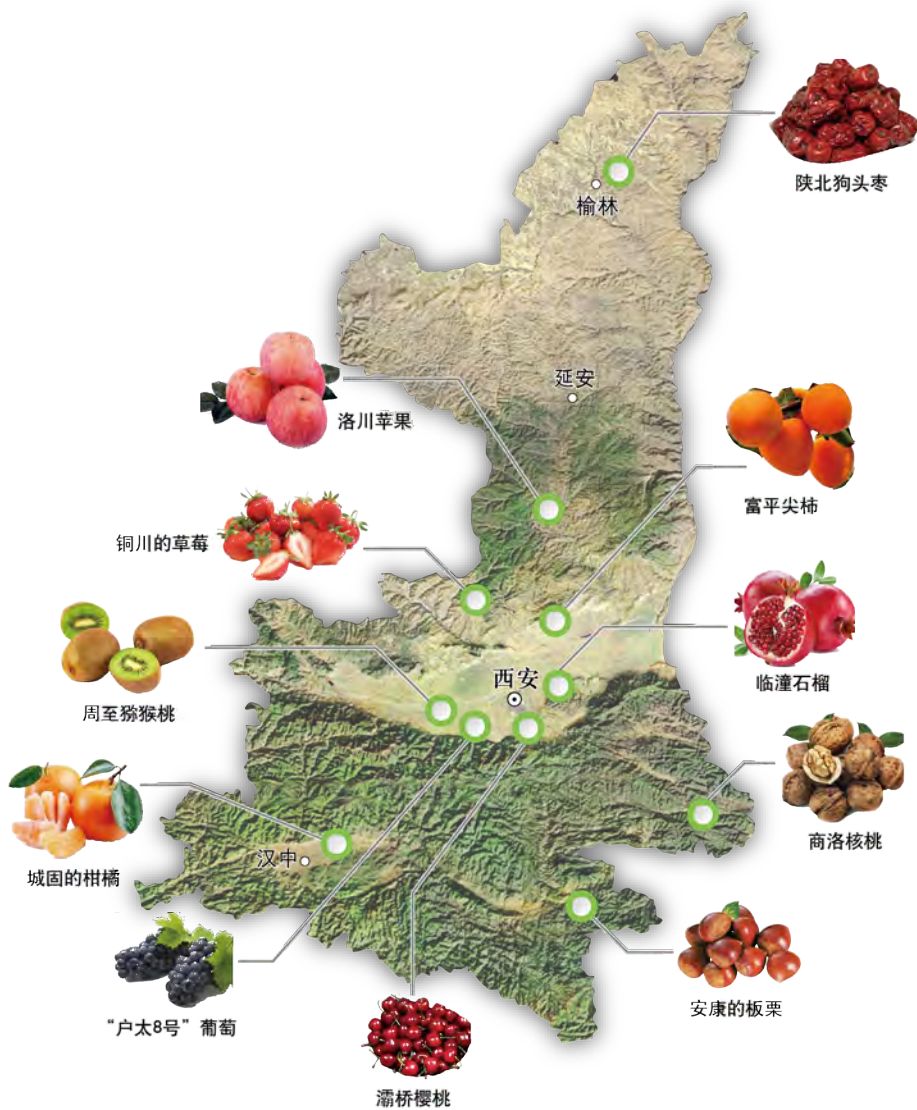 陕北狗头枣
榆林
延安
洛川苹果
富平尖柿
铜川的草莓
西安
临潼石榴
周至猕猴桃
商洛核桃
汉中
城固的柑橘
安康的板栗
“户太8号”葡萄
灞桥樱桃